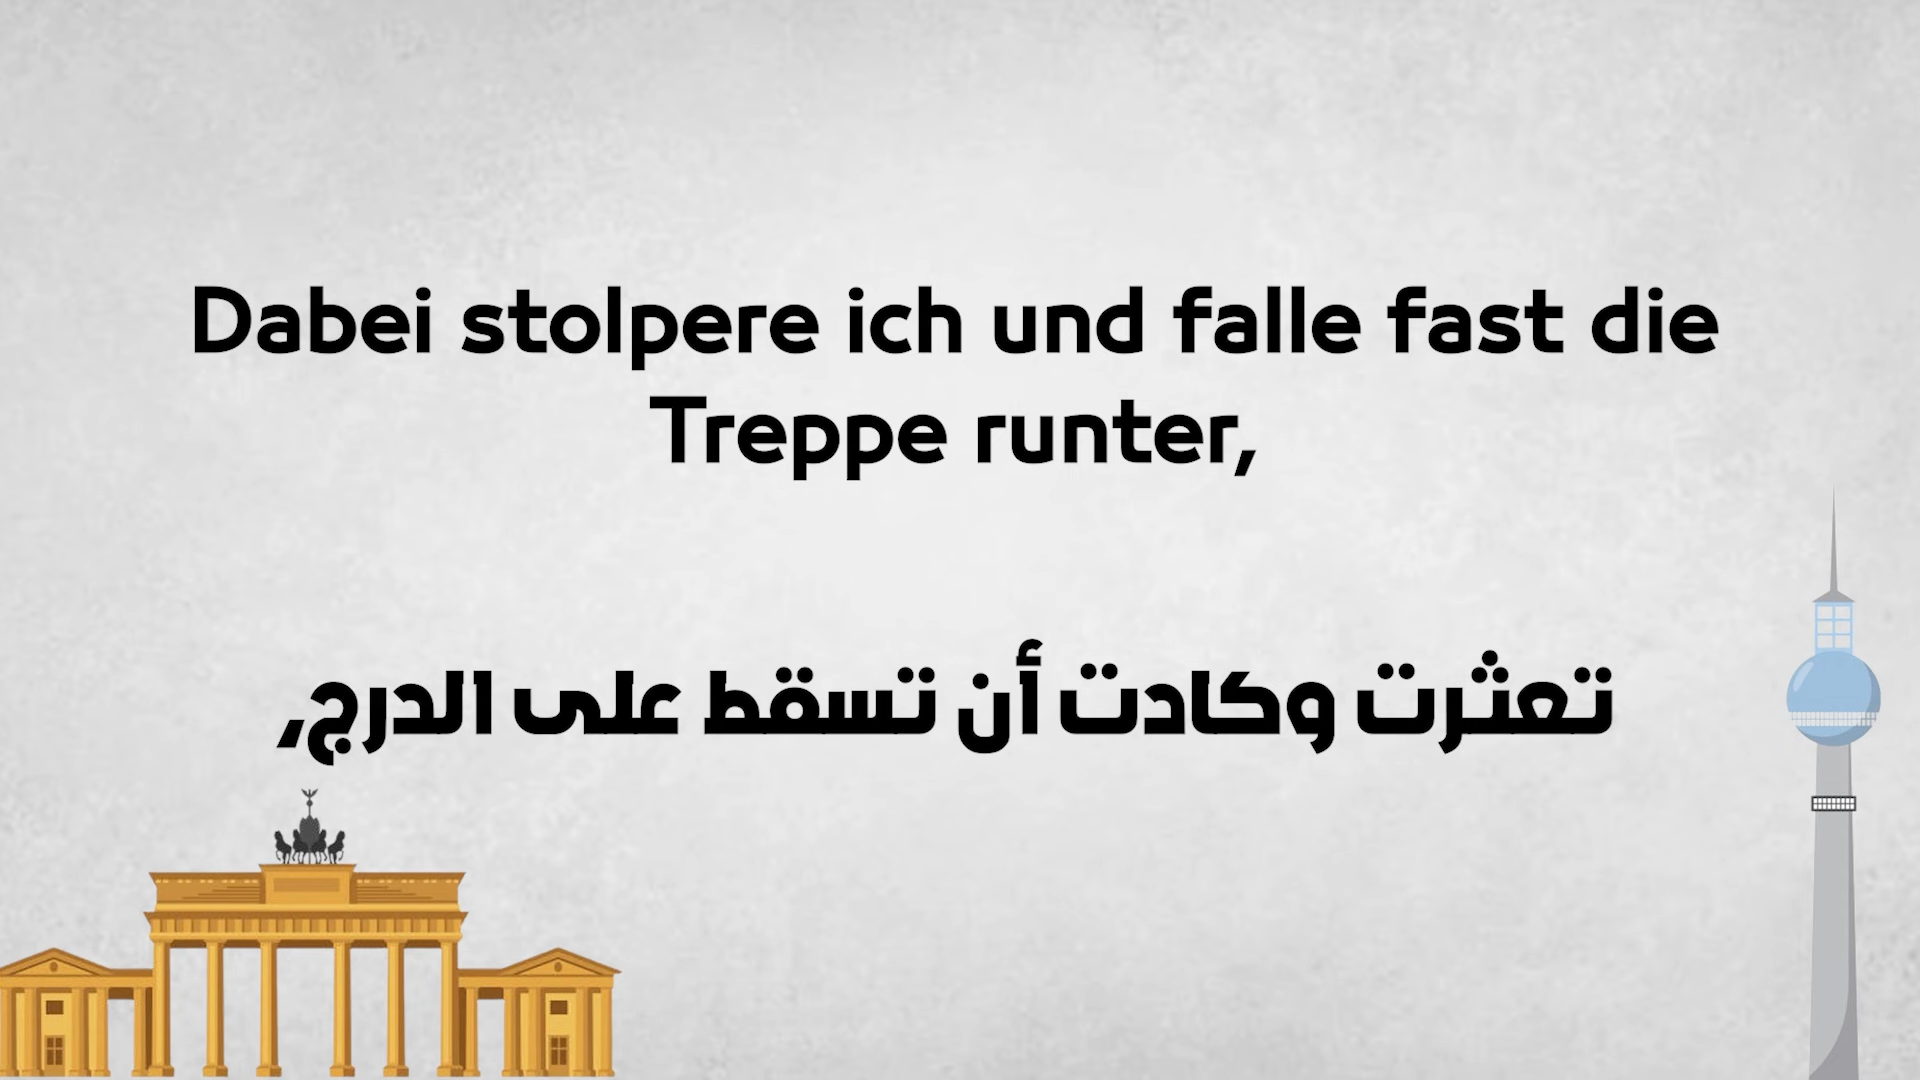 Dabei stolpere ich und falle fast die
Treppe runter,
تعثرت وكادت أن تسقط على الدرج,